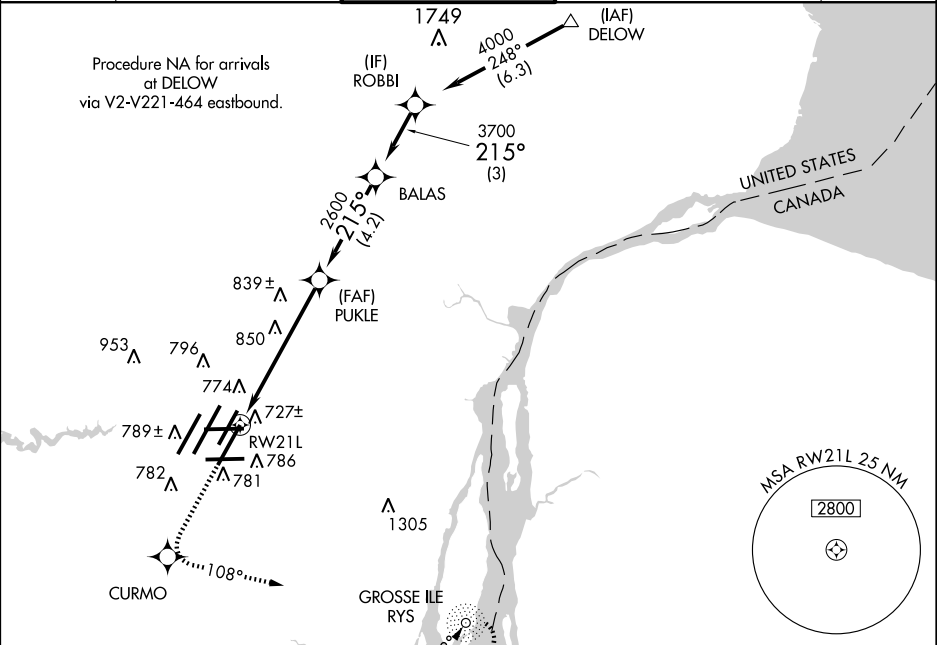 1749
(IAF)
DELOW
4000
248°
(6.3)
Procedure NA for arrivals
at DELOW
via V2-V221-464 eastbound.
(IF)
ROBBI
3700
215°
(3)
BALAS
UNITED STATES
CANADA
2600
215°
(4.2)
839±
(FAF)
PUKLE
850
953
796
774
727±
789±
RW21L
786
782
781
MSA RW21L 25 NM
2800
1305
108°
CURMO
GROSSE ILE
RYS